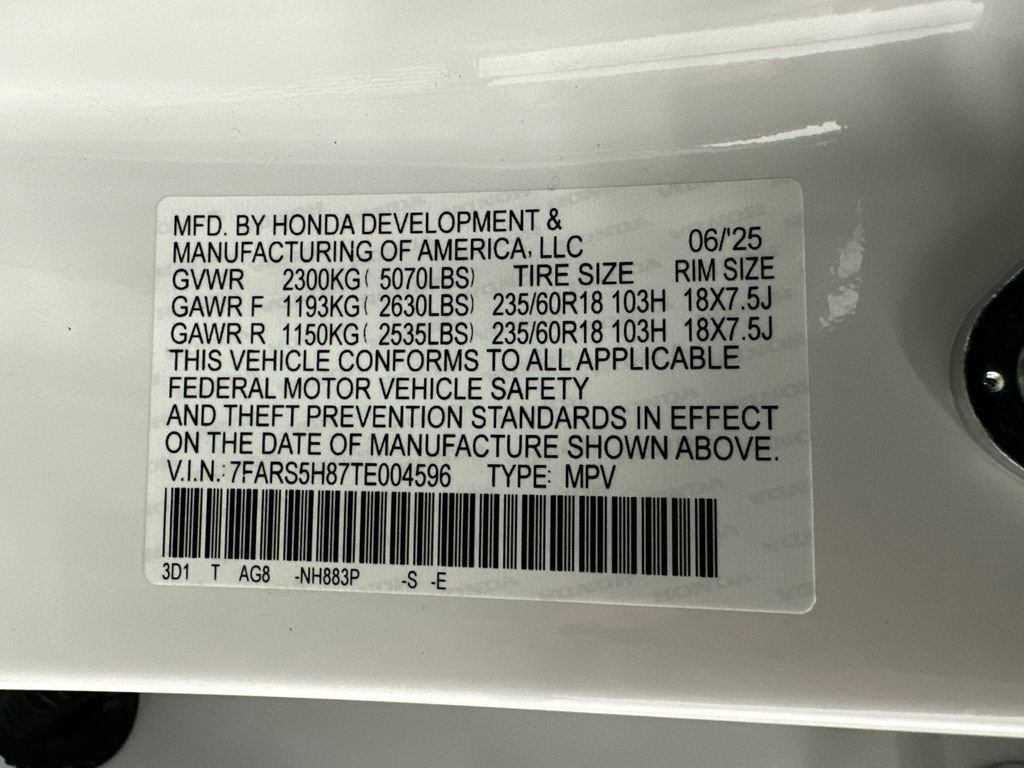 MFD. BY HONDA DEVELOPMENT &
MANUFACTURING OF AMERICA, LLC 06/'25
GVWR 2300KG( 5070LBS) TIRE SIZE RIM SIZE
GAWR F 1193KG( 2630LBS) 235/60R18 103H 18X7.5J
GAWR R 1150KG( 2535LBS) 235/60R18 103H 18X7.5J
THIS VEHICLE CONFORMS TO ALL APPLICABLE
FEDERAL MOTOR VEHICLE SAFETY
AND THEFT PREVENTION STANDARDS IN EFFECT
ON THE DATE OF MANUFACTURE SHOWN ABOVE.
V.I.N.: 7FARS5H87TE004596 TYPE: MPV
3D1 T AG8 -NH883P -S -E